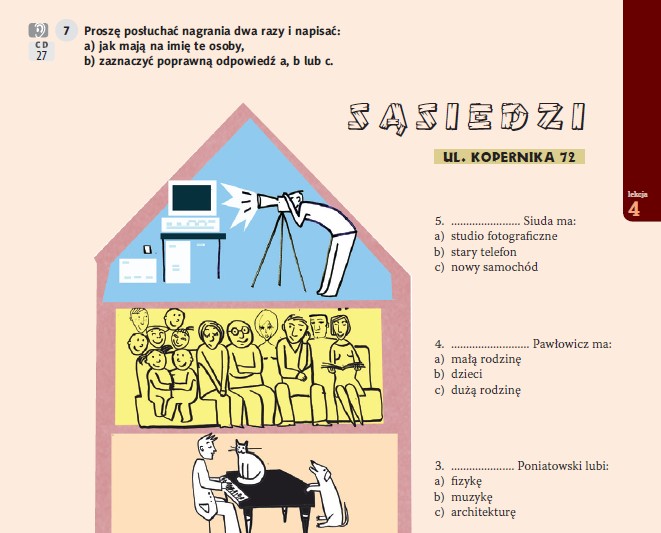 7 Proszę posłuchać nagrania dwa razy i napisać:
a) jak mają na imię te osoby,
b) zaznaczyć poprawną odpowiedź a, b lub c.
CD
27
SĄSIEDZI
UL. KOPERNIKA 72
lekcja
4
5. ....................... Siuda ma:
a) studio fotograficzne
b) stary telefon
c) nowy samochód
4. .......................... Pawłowicz ma:
a) małą rodzinę
b) dzieci
c) dużą rodzinę
3. ..................... Poniatowski lubi:
a) fizykę
b) muzykę
c) architekturę